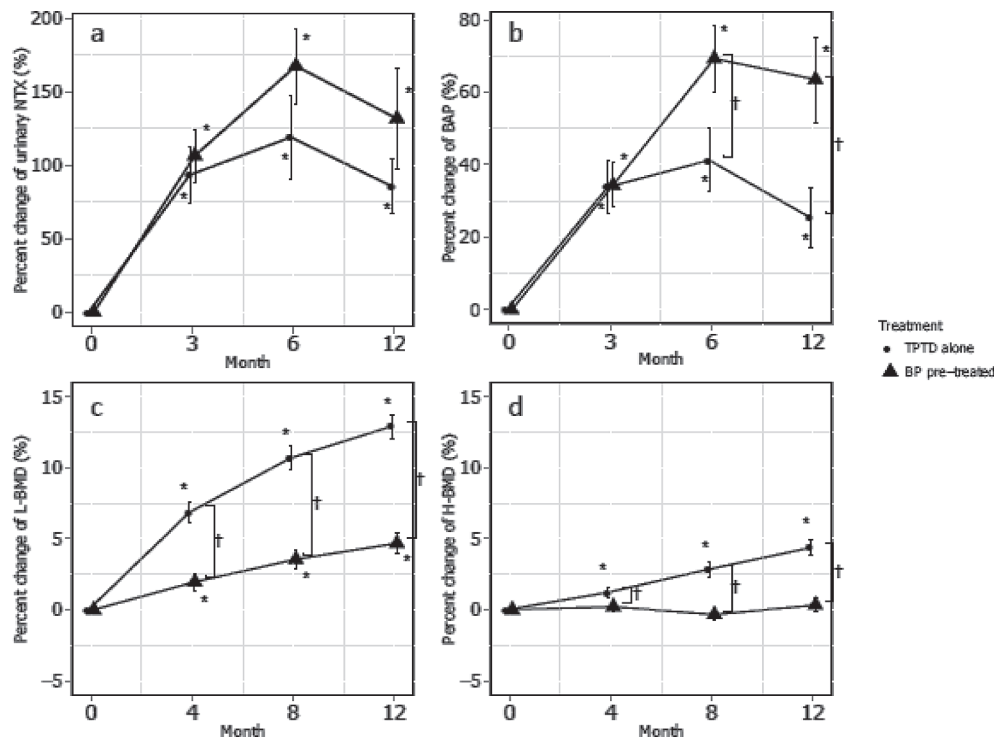 a
Percent change of urinary NTX (%)
200
150
100
50
0
* * * * * *
0 3 6 12
Month
b
Percent change of BAP (%)
80
60
40
20
0
* * * * * *
† †
0 3 6 12
Month
c
Percent change of L-BMD (%)
15
10
5
0
−5
* * * * * *
† † †
0 4 8 12
Month
d
Percent change of H-BMD (%)
15
10
5
0
−5
* * *
† † †
0 4 8 12
Month
Treatment
TPTD alone
BP pre−treated